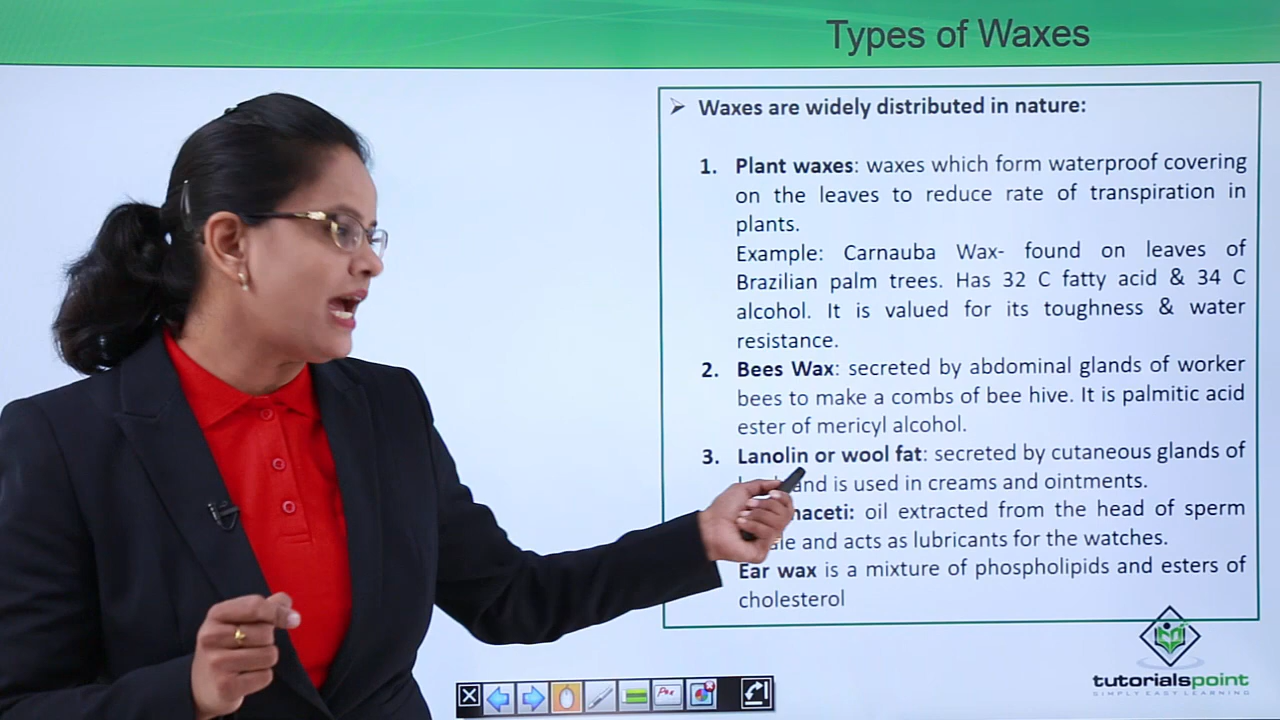 Types of Waxes
➢ Waxes are widely distributed in nature:
1. Plant waxes: waxes which form waterproof covering
on the leaves to reduce rate of transpiration in
plants.
Example: Carnauba Wax- found on leaves of
Brazilian palm trees. Has 32 C fatty acid & 34 C
alcohol. It is valued for its toughness & water
resistance.
2. Bees Wax: secreted by abdominal glands of worker
bees to make a combs of bee hive. It is palmitic acid
ester of mericyl alcohol.
3. Lanolin or wool fat: secreted by cutaneous glands of
and is used in creams and ointments.
oil extracted from the head of sperm
and acts as lubricants for the watches.
Ear wax is a mixture of phospholipids and esters of
cholesterol
tutorialspoint
SIMPLY EASY LEARNING
Pen